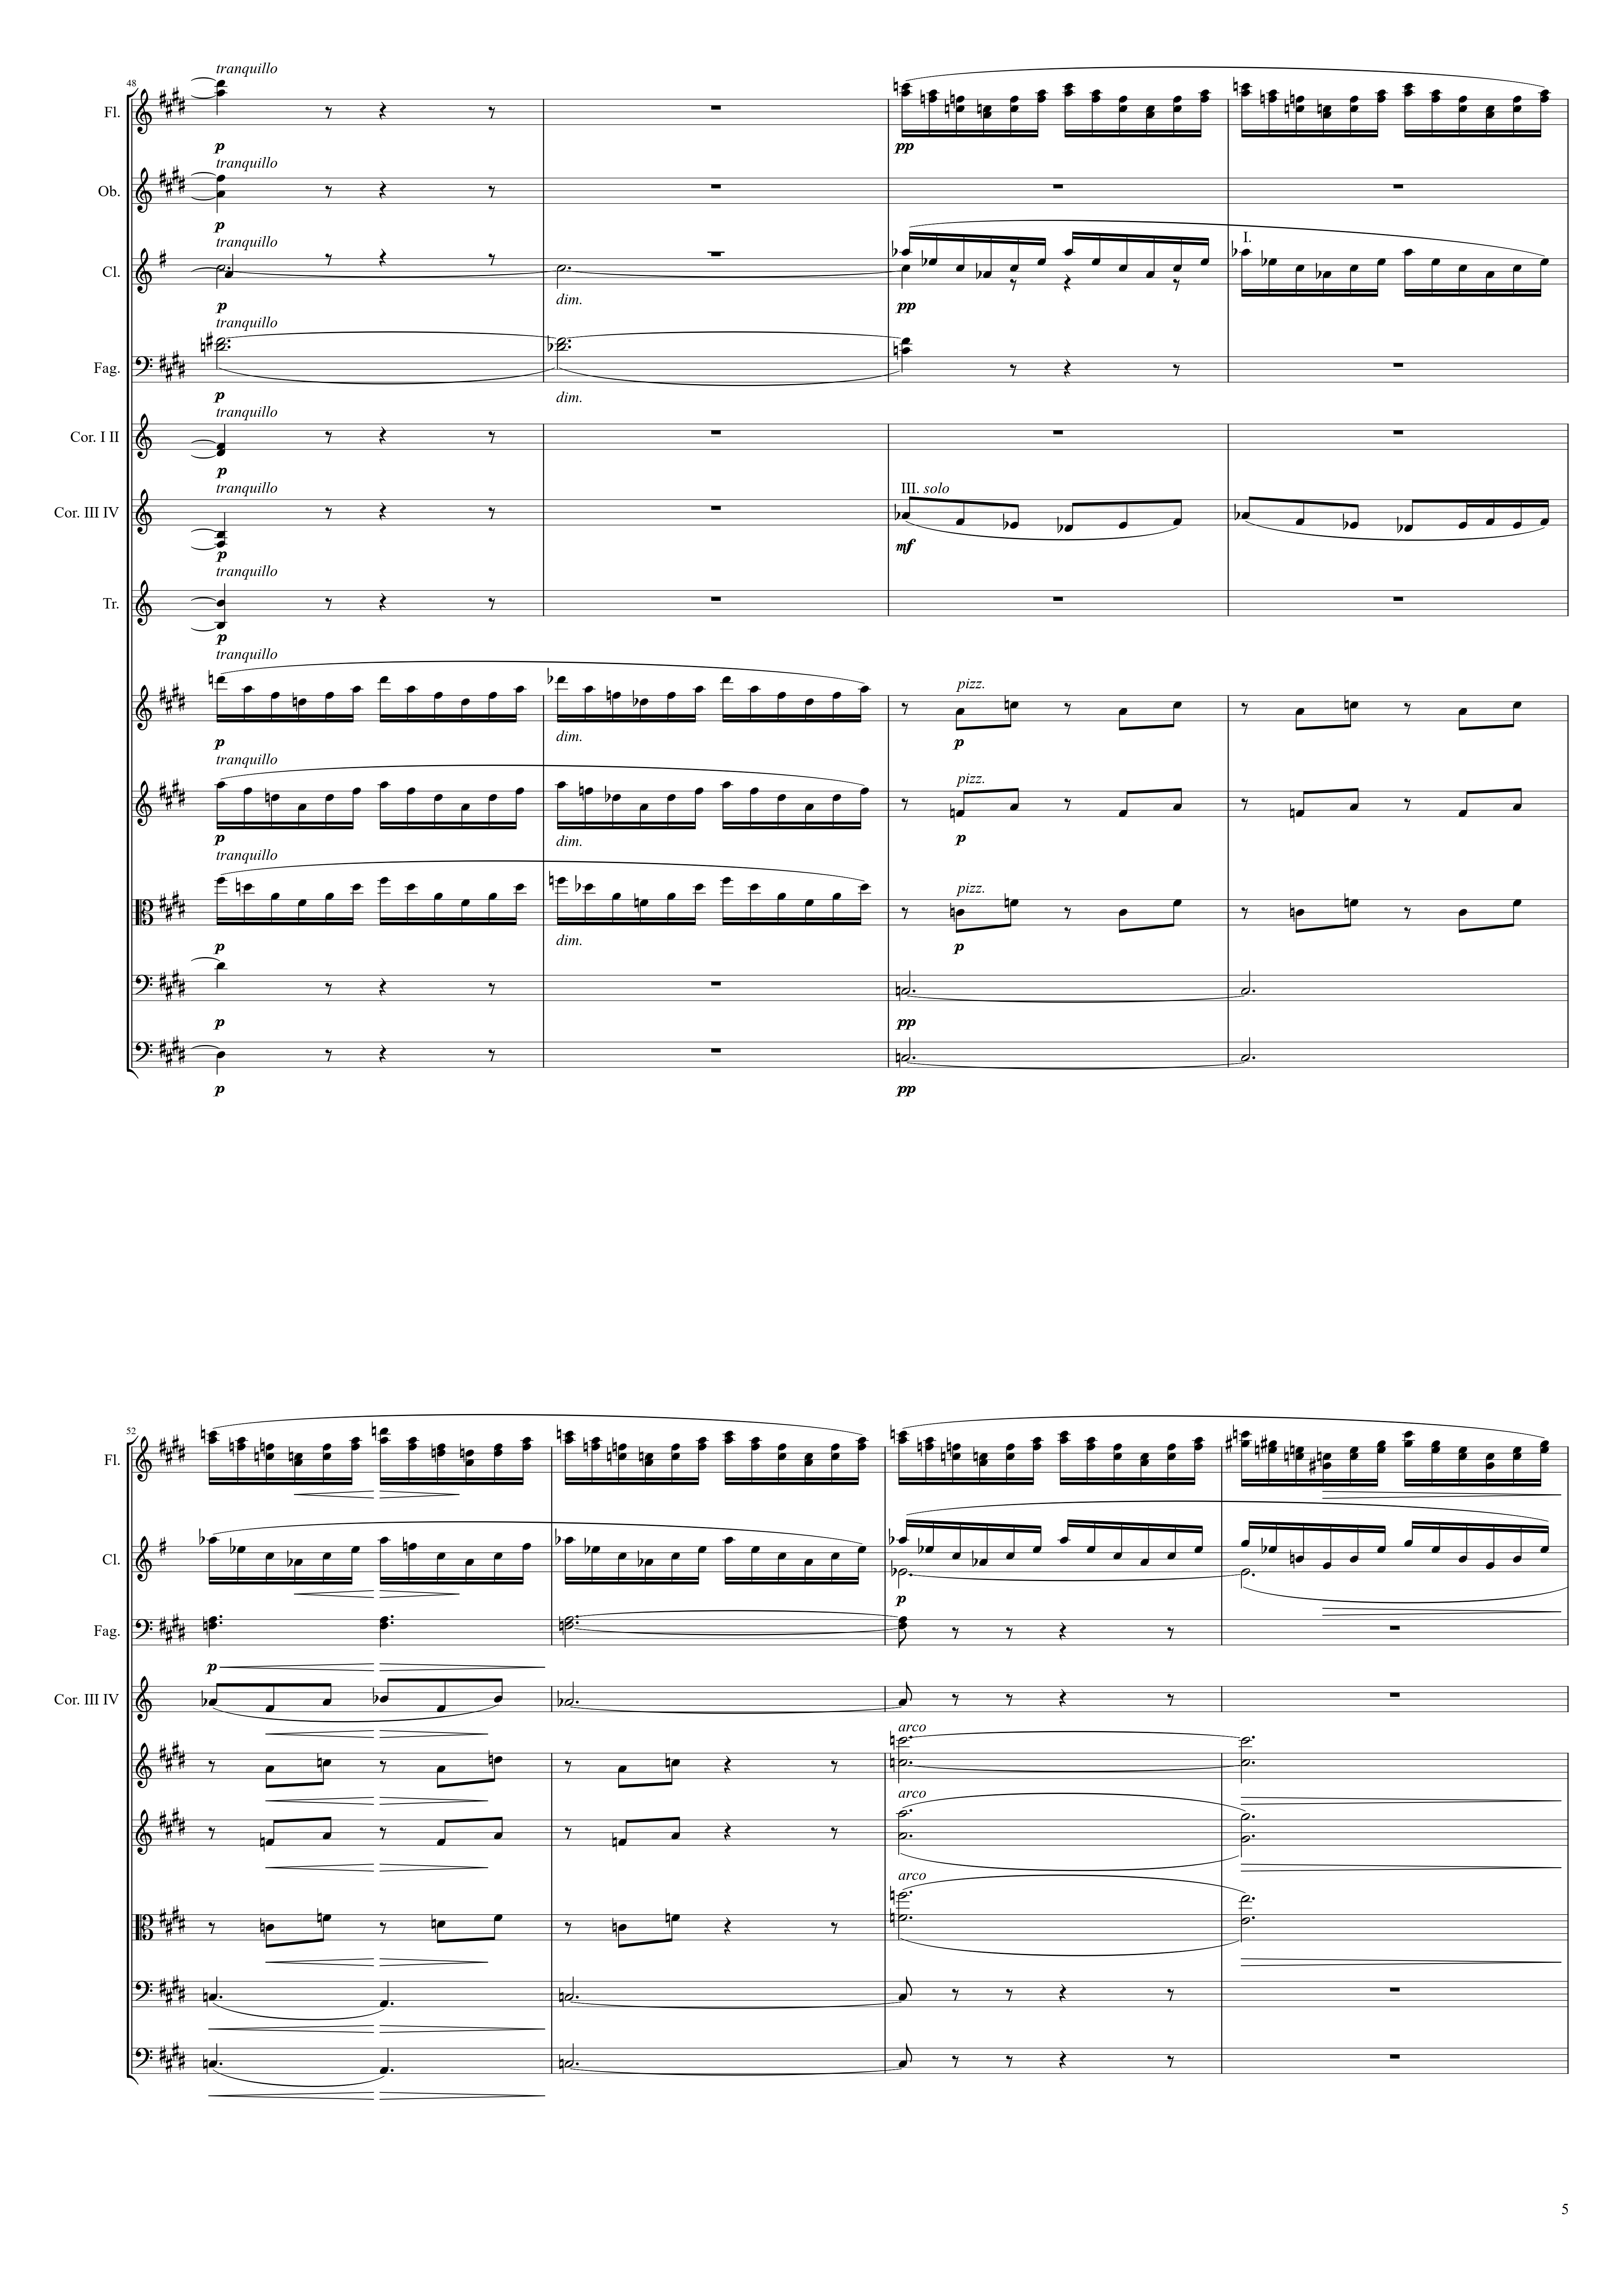 tranquillo
48
Fl.
p
pp
tranquillo
Ob.
p
tranquillo
I.
Cl.
p
dim.
pp
tranquillo
Fag.
p
dim.
tranquillo
Cor. I II
p
tranquillo
III. solo
Cor. III IV
p
mf
tranquillo
Tr.
p
tranquillo
pizz.
p
dim.
p
tranquillo
pizz.
p
dim.
p
tranquillo
pizz.
p
dim.
p
p
pp
p
pp
52
Fl.
Cl.
p
Fag.
p
Cor. III IV
arco
arco
arco
5